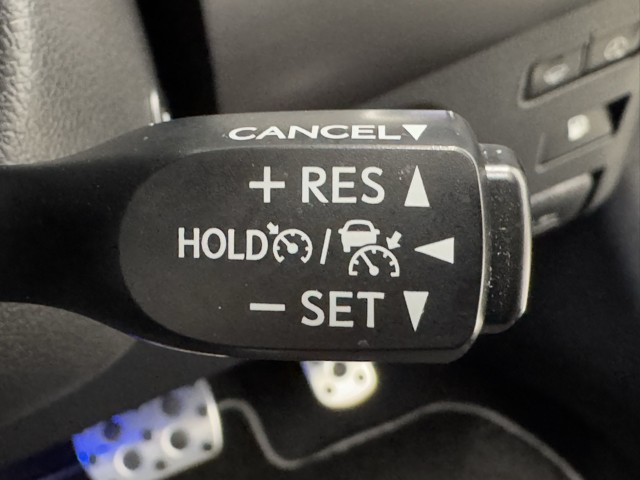 CANCEL▼
+ RES ▲
HOLD / ◀
− SET ▼